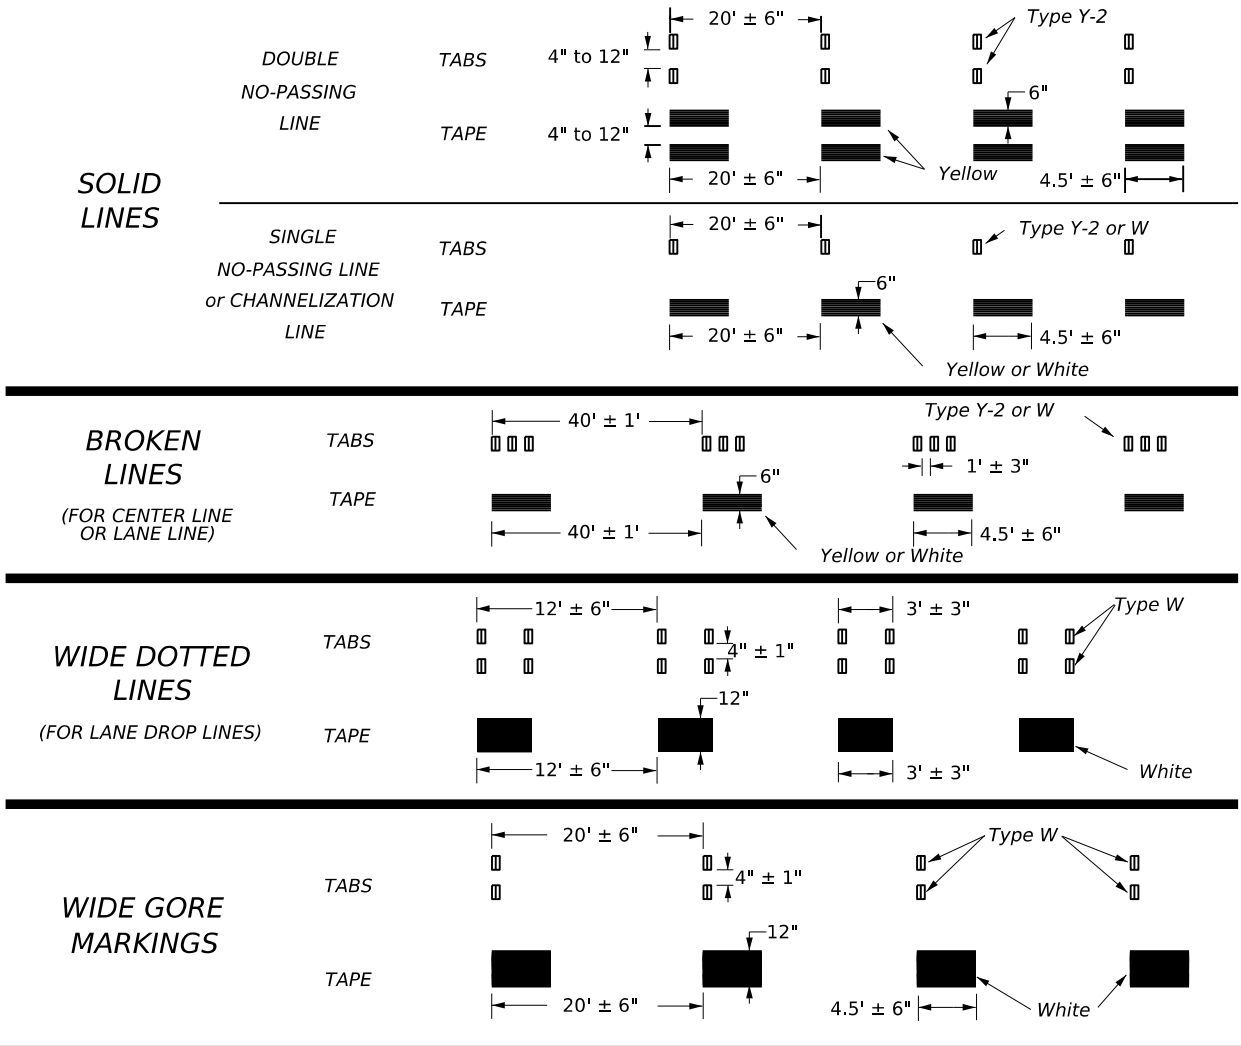 SOLID
LINES
DOUBLE
NO-PASSING
LINE
TABS
20' ± 6"
4" to 12"
Type Y-2
TAPE
4" to 12"
6"
Yellow
20' ± 6"
4.5' ± 6"
SINGLE
NO-PASSING LINE
or CHANNELIZATION
LINE
TABS
20' ± 6"
Type Y-2 or W
TAPE
6"
20' ± 6"
4.5' ± 6"
Yellow or White
BROKEN
LINES
(FOR CENTER LINE
OR LANE LINE)
TABS
40' ± 1'
Type Y-2 or W
1' ± 3"
TAPE
6"
40' ± 1'
4.5' ± 6"
Yellow or White
WIDE DOTTED
LINES
(FOR LANE DROP LINES)
TABS
12' ± 6"
3' ± 3"
Type W
4" ± 1"
TAPE
12"
12' ± 6"
3' ± 3"
White
WIDE GORE
MARKINGS
TABS
20' ± 6"
Type W
4" ± 1"
TAPE
12"
20' ± 6"
4.5' ± 6"
White